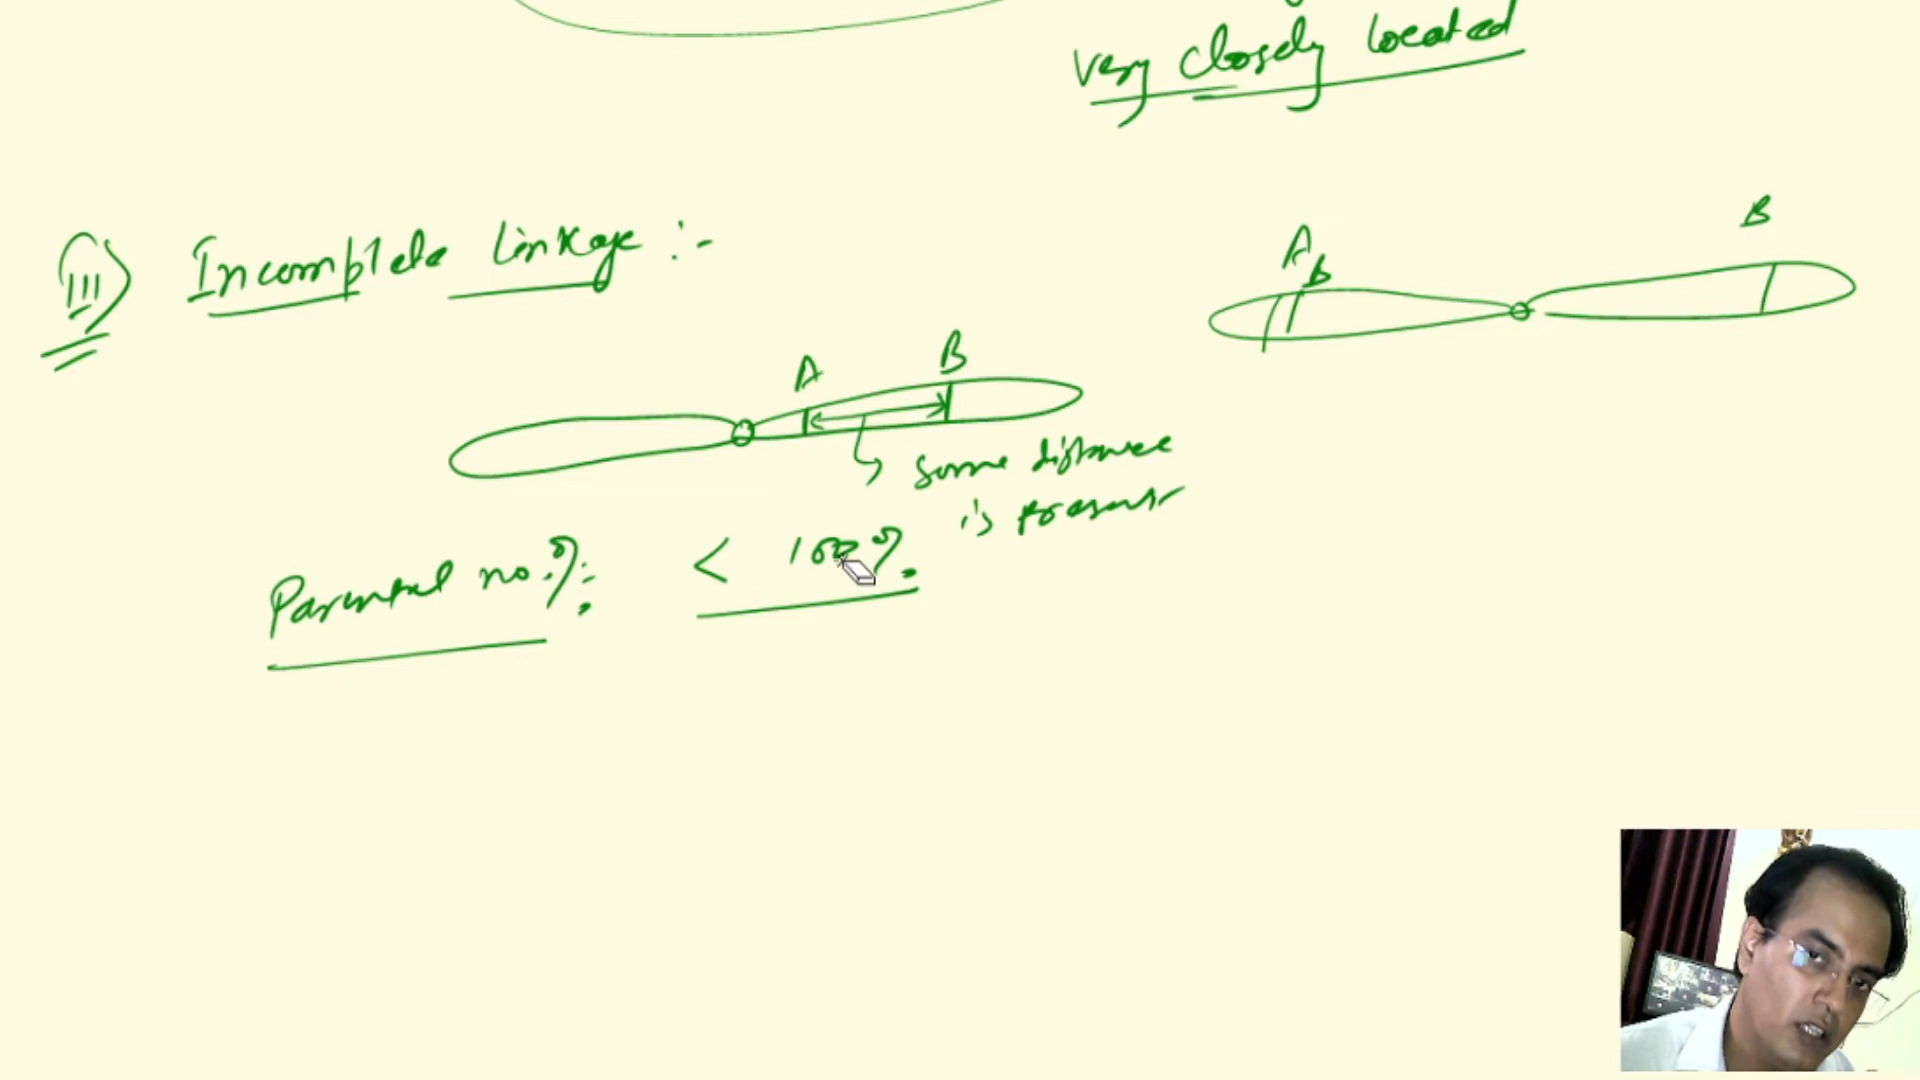 very closely located
III) Incomplete linkage :-
A
B
B
A B
some distance
is present
Parental no.%:
< 100%.